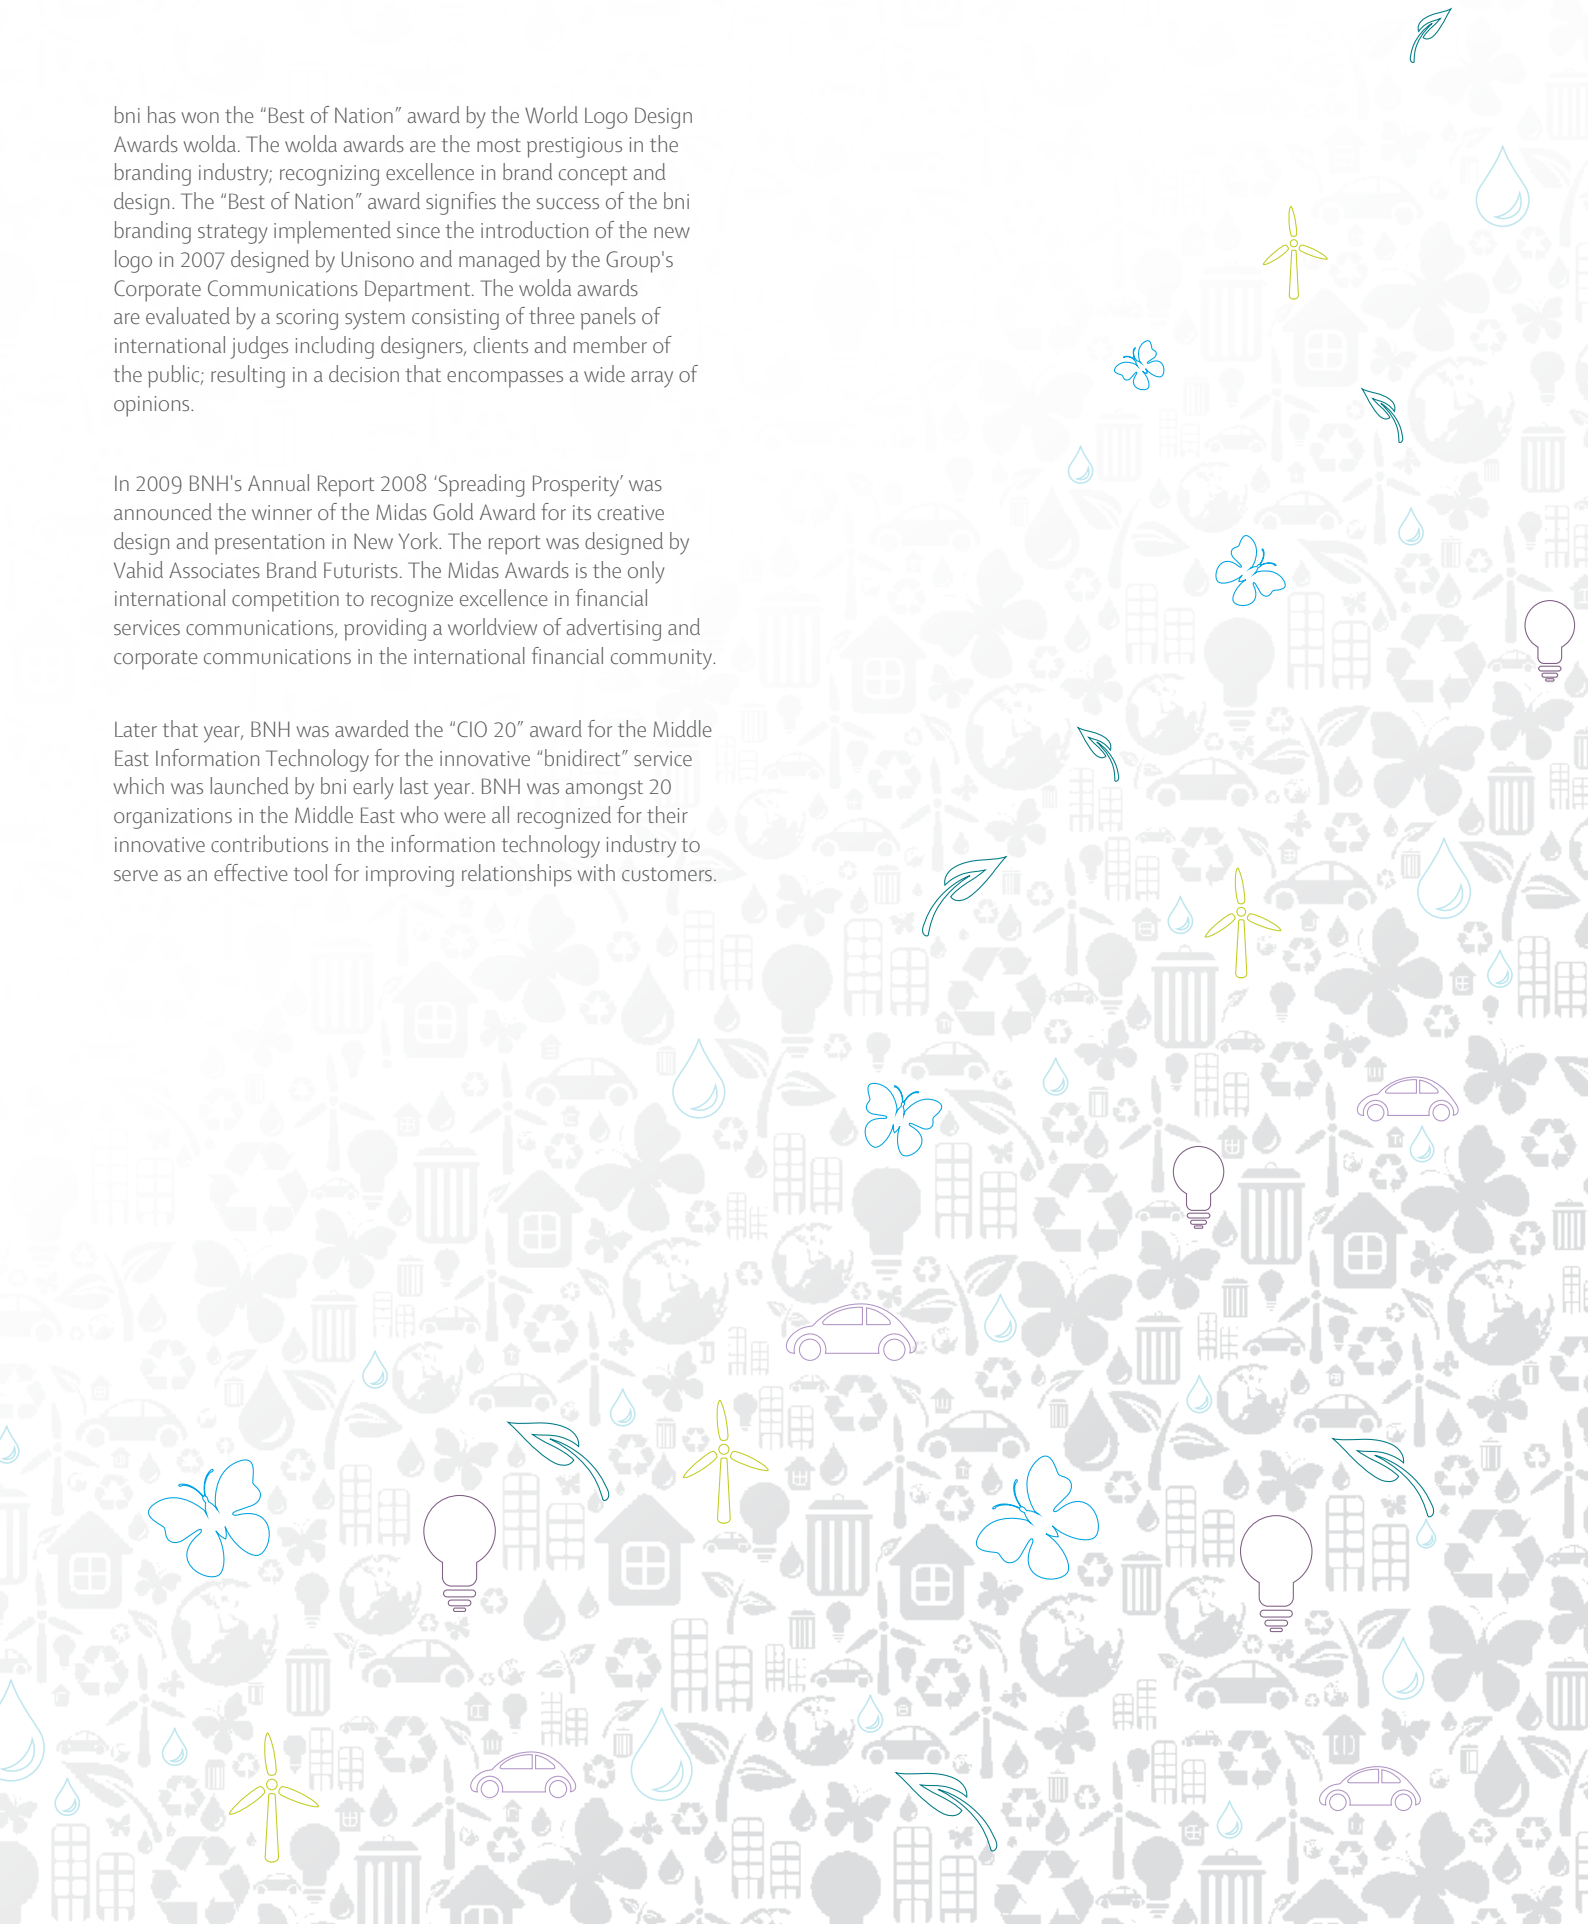 bni has won the “Best of Nation” award by the World Logo Design
Awards wolda. The wolda awards are the most prestigious in the
branding industry; recognizing excellence in brand concept and
design. The “Best of Nation” award signifies the success of the bni
branding strategy implemented since the introduction of the new
logo in 2007 designed by Unisono and managed by the Group's
Corporate Communications Department. The wolda awards
are evaluated by a scoring system consisting of three panels of
international judges including designers, clients and member of
the public; resulting in a decision that encompasses a wide array of
opinions.
In 2009 BNH's Annual Report 2008 ‘Spreading Prosperity’ was
announced the winner of the Midas Gold Award for its creative
design and presentation in New York. The report was designed by
Vahid Associates Brand Futurists. The Midas Awards is the only
international competition to recognize excellence in financial
services communications, providing a worldview of advertising and
corporate communications in the international financial community.
Later that year, BNH was awarded the “CIO 20” award for the Middle
East Information Technology for the innovative “bnidirect” service
which was launched by bni early last year. BNH was amongst 20
organizations in the Middle East who were all recognized for their
innovative contributions in the information technology industry to
serve as an effective tool for improving relationships with customers.